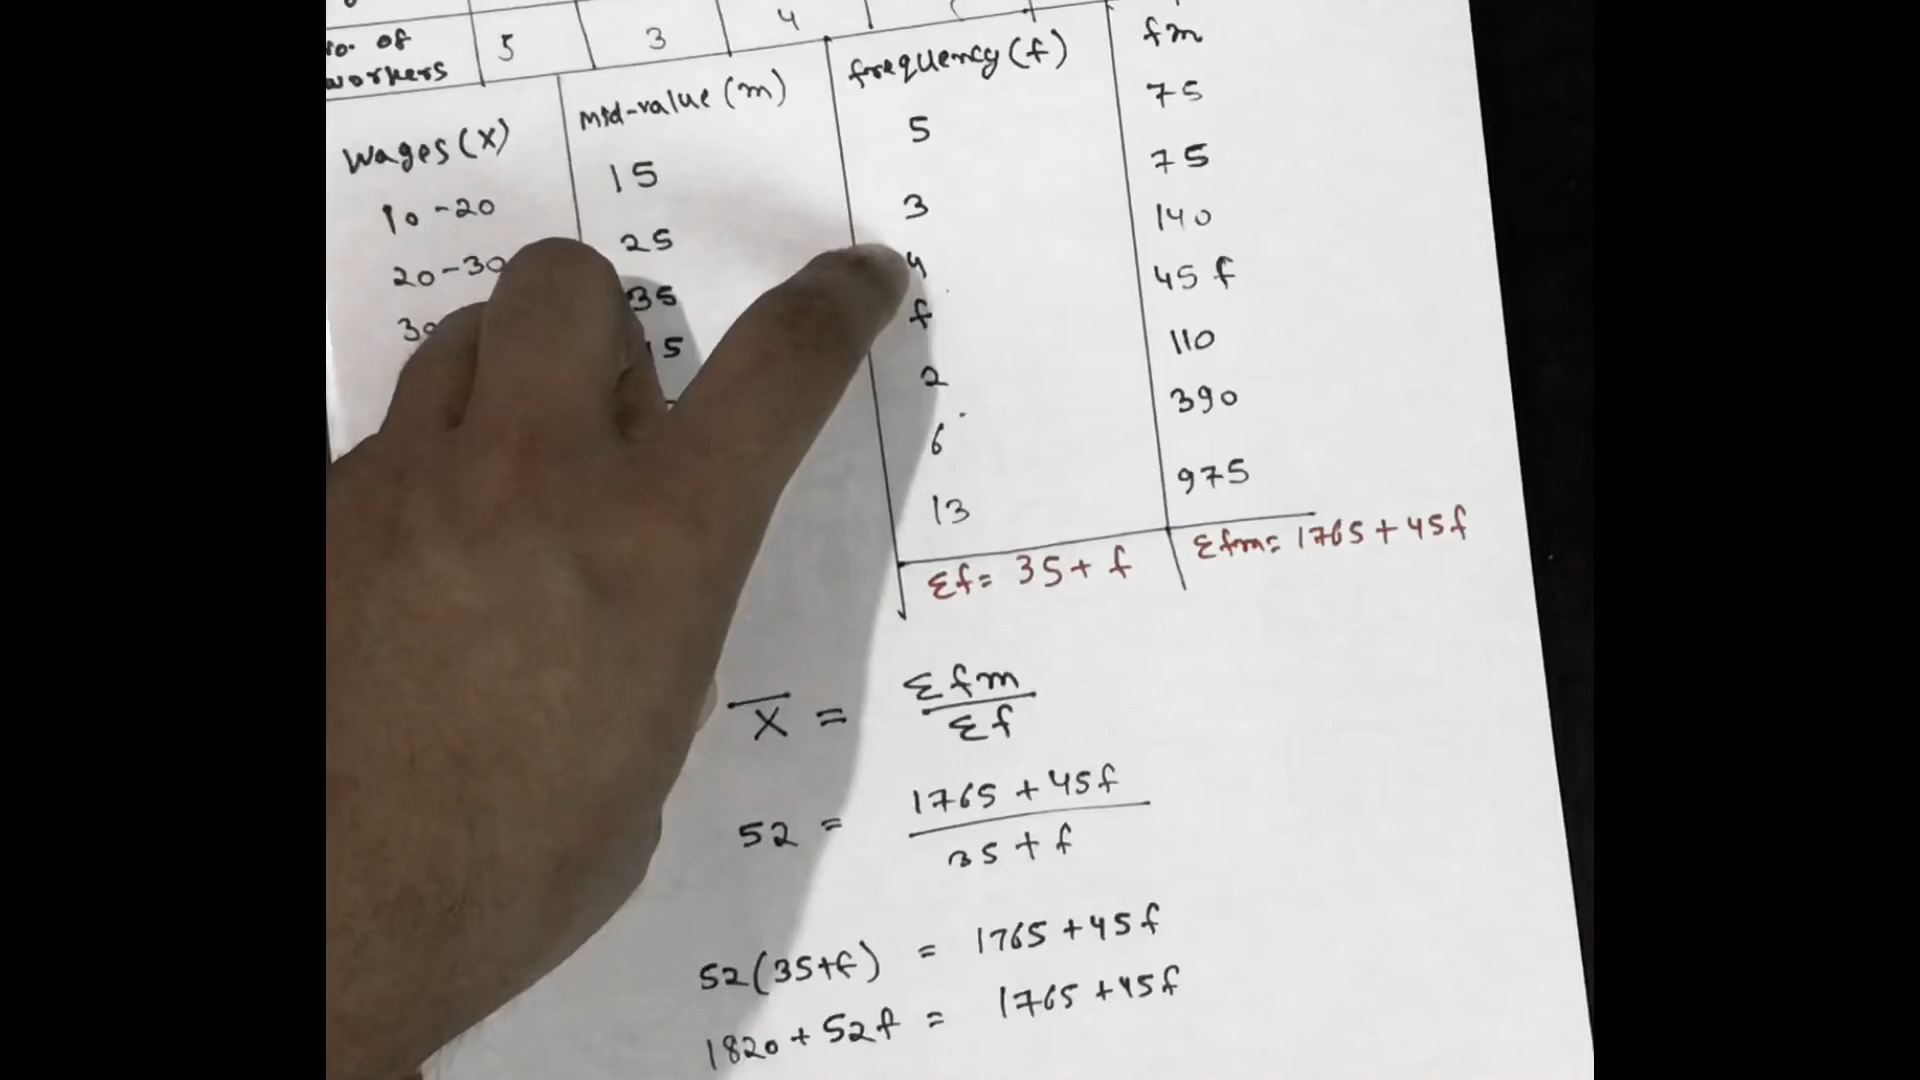 of
workers 5 3 4
Wages (X) Mid-value (m) frequency (f) fm
10-20 15 5 75
20-30 25 3 75
35 4 140
f 45 f
2 110
6 390
13 975
Σf = 35 + f Σfm = 1765 + 45f
X̄ = Σfm / Σf
52 = 1765 + 45f / 35 + f
52(35+f) = 1765 + 45f
1820 + 52f = 1765 + 45f